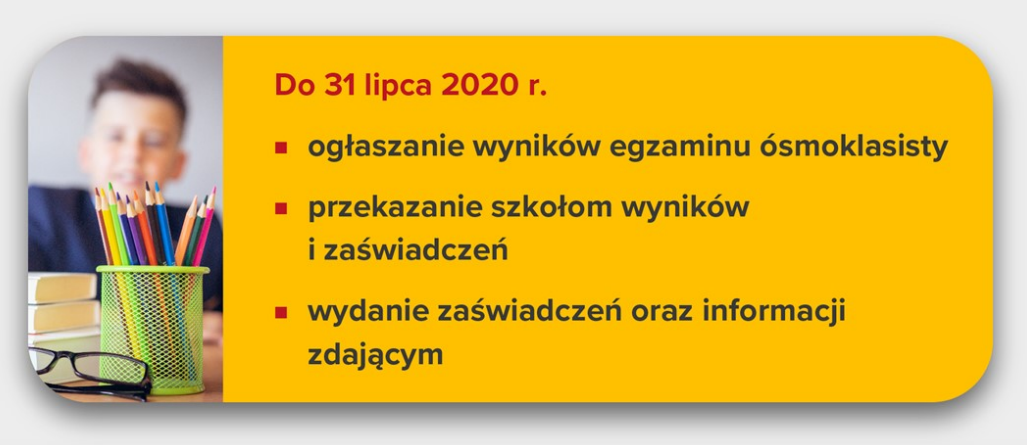 Do 31 lipca 2020 r.
ogłaszanie wyników egzaminu ósmoklasisty
przekazanie szkołom wyników
i zaświadczeń
wydanie zaświadczeń oraz informacji
zdającym